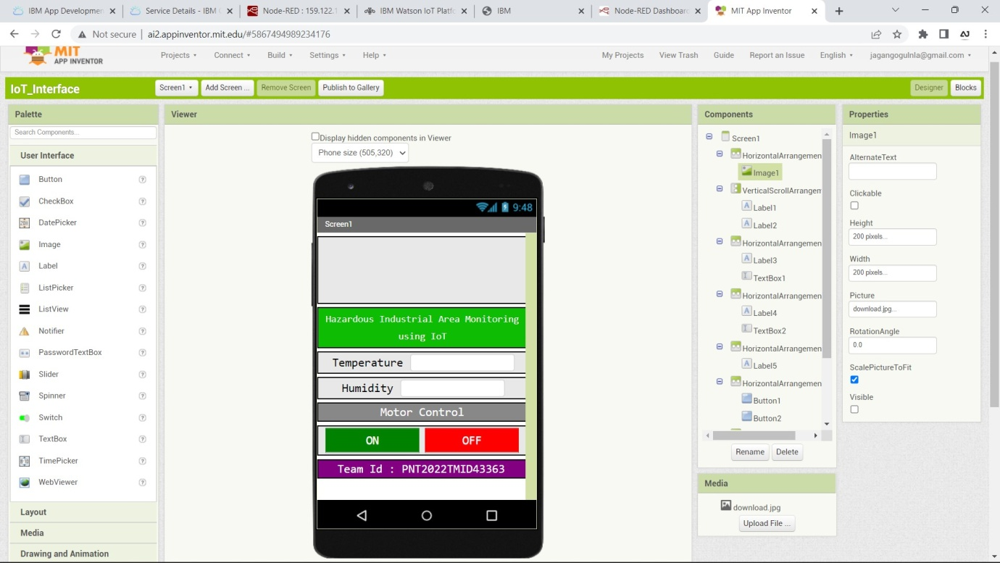 IBM App Developmen
Service Details - IBM C
Node-RED : 159.122.1
IBM Watson IoT Platfo
IBM
Node-RED Dashboard
MIT App Inventor
Not secure | ai2.appinventor.mit.edu/#5867494989234176
MIT
APP INVENTOR
Projects
Connect
Build
Settings
Help
My Projects
View Trash
Guide
Report an Issue
English
jagangogulnla@gmail.com
IoT_Interface
Screen1
Add Screen ...
Remove Screen
Publish to Gallery
Designer
Blocks
Palette
Search Components...
User Interface
Button
CheckBox
DatePicker
Image
Label
ListPicker
ListView
Notifier
PasswordTextBox
Slider
Spinner
Switch
TextBox
TimePicker
WebViewer
Layout
Media
Drawing and Animation
Viewer
Display hidden components in Viewer
Phone size (505,320)
9:48
Screen1
Hazardous Industrial Area Monitoring
using IoT
Temperature
Humidity
Motor Control
ON
OFF
Team Id : PNT2022TMID43363
Components
Screen1
HorizontalArrangemen
Image1
VerticalScrollArrangem
Label1
Label2
HorizontalArrangemen
Label3
TextBox1
HorizontalArrangemen
Label4
TextBox2
HorizontalArrangemen
Label5
HorizontalArrangemen
Button1
Button2
Rename
Delete
Media
download.jpg
Upload File ...
Properties
Image1
AlternateText
Clickable
Height
200 pixels...
Width
200 pixels...
Picture
download.jpg...
RotationAngle
0.0
ScalePictureToFit
Visible